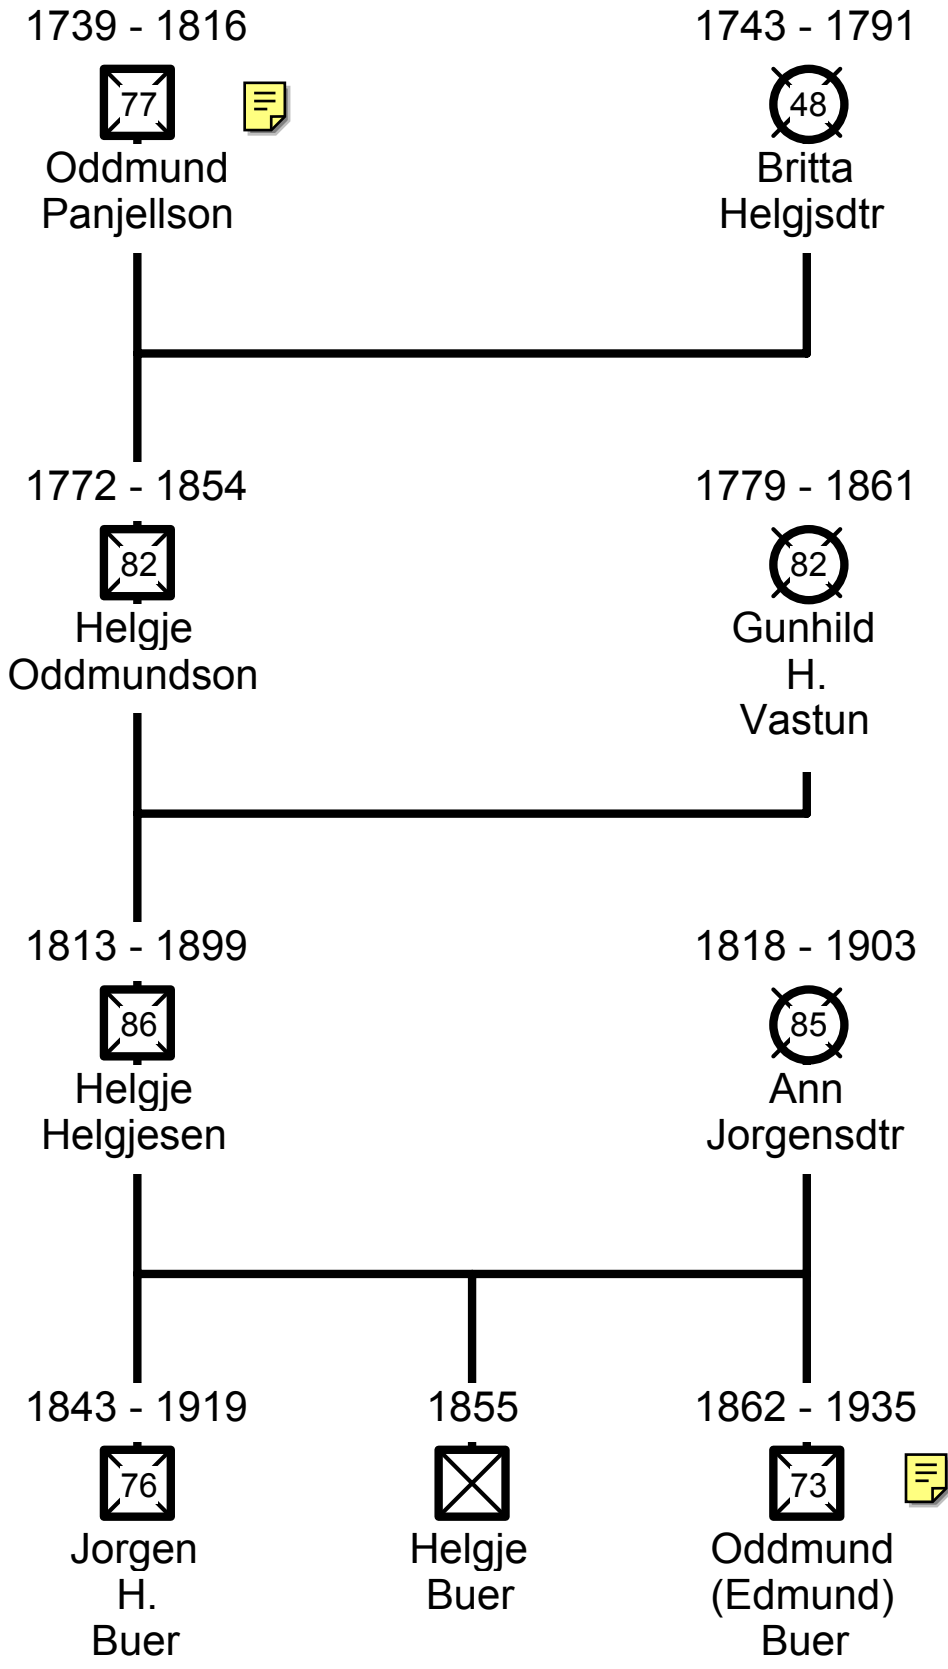 1739 - 1816
1743 - 1791
77
48
Oddmund
Panjellson
Britta
Helgjsdtr
1772 - 1854
1779 - 1861
82
82
Helgje
Oddmundson
Gunhild
H.
Vastun
1813 - 1899
1818 - 1903
86
85
Helgje
Helgjesen
Ann
Jorgensdtr
1843 - 1919
1855
1862 - 1935
76
73
Jorgen
H.
Buer
Helgje
Buer
Oddmund
(Edmund)
Buer